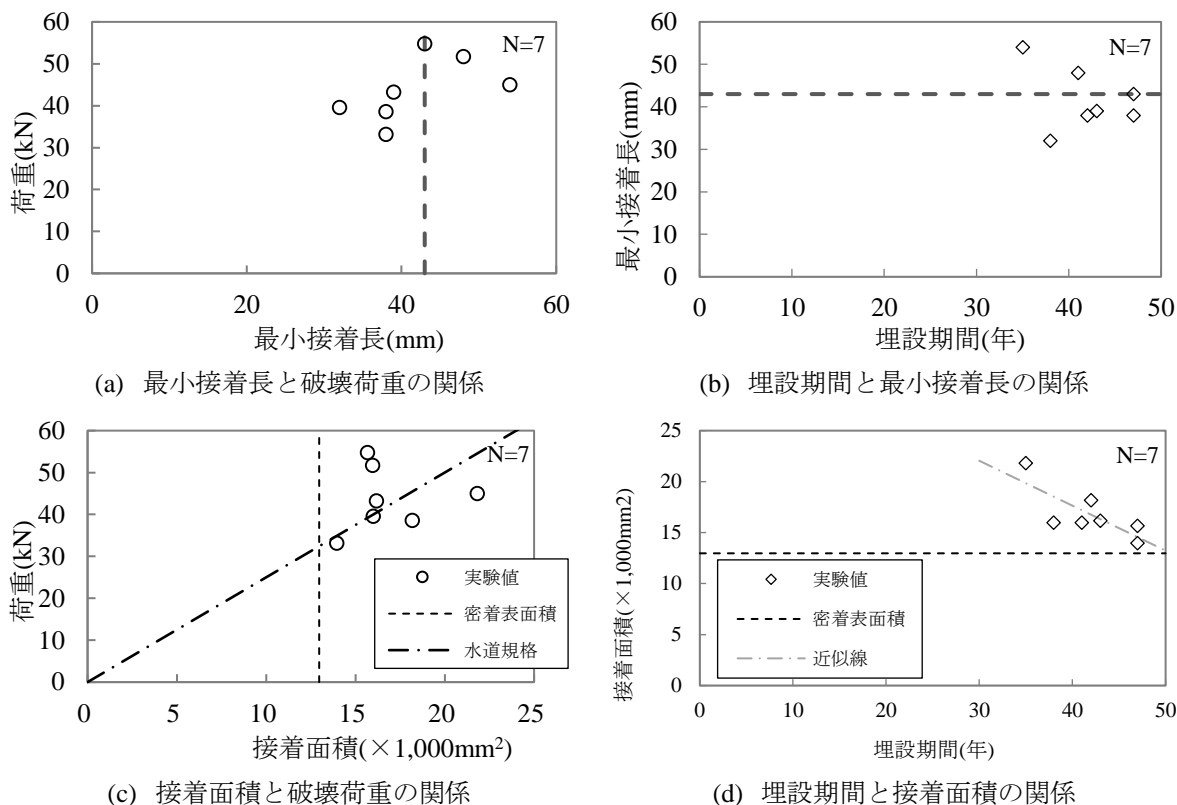 60
50
40
30
20
10
0
0
20
40
60
荷重(kN)
最小接着長(mm)
N=7
(a) 最小接着長と破壊荷重の関係
60
50
40
30
20
10
0
0
10
20
30
40
50
最小接着長(mm)
埋設期間(年)
N=7
(b) 埋設期間と最小接着長の関係
60
50
40
30
20
10
0
0
5
10
15
20
25
荷重(kN)
接着面積(×1,000mm²)
N=7
実験値
密着表面積
水道規格
(c) 接着面積と破壊荷重の関係
25
20
15
10
5
0
0
10
20
30
40
50
接着面積(×1,000mm2)
埋設期間(年)
N=7
実験値
密着表面積
近似線
(d) 埋設期間と接着面積の関係